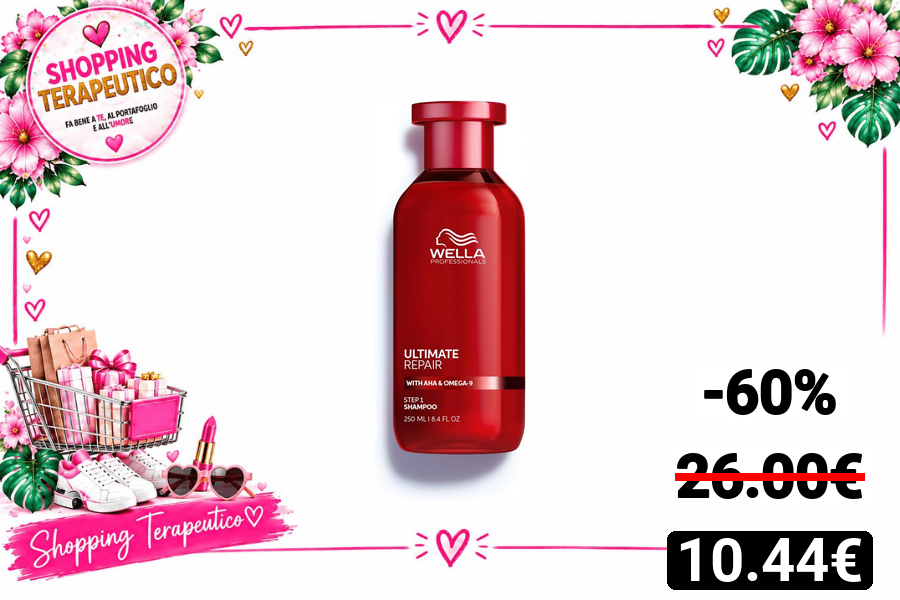 SHOPPING
TERAPEUTICO
FA BENE A TE, AL PORTAFOGLIO
E ALL'UMORE
WELLA
PROFESSIONALS
ULTIMATE
REPAIR
WITH AHA & OMEGA-9
STEP 1
SHAMPOO
250 ML | 8.4 FL OZ
-60%
26.00€
10.44€
Shopping Terapeutico